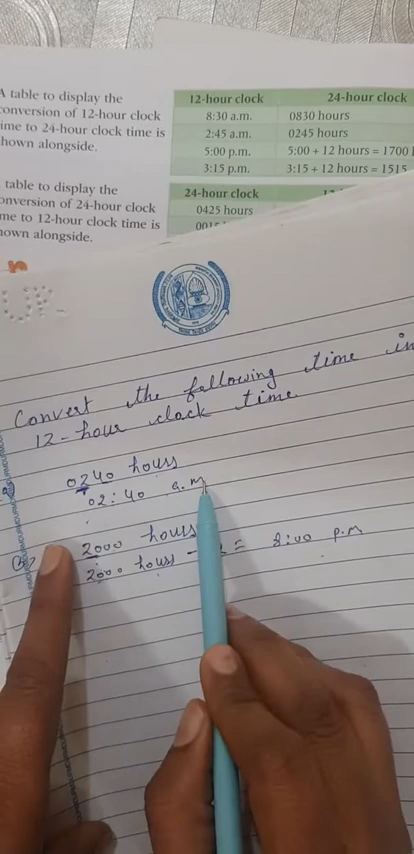 A table to display the
conversion of 12-hour clock
ime to 24-hour clock time is
hown alongside.
12-hour clock 24-hour clock
8:30 a.m. 0830 hours
2:45 a.m. 0245 hours
5:00 p.m. 5:00 + 12 hours = 1700
3:15 p.m. 3:15 + 12 hours = 1515
table to display the
onversion of 24-hour clock
me to 12-hour clock time is
nown alongside.
24-hour clock
0425 hours
Convert the following time in
12-hour clock time
0240 hours
02:40 a.m
2000 hours
2000 hours - = 8:00 P.M